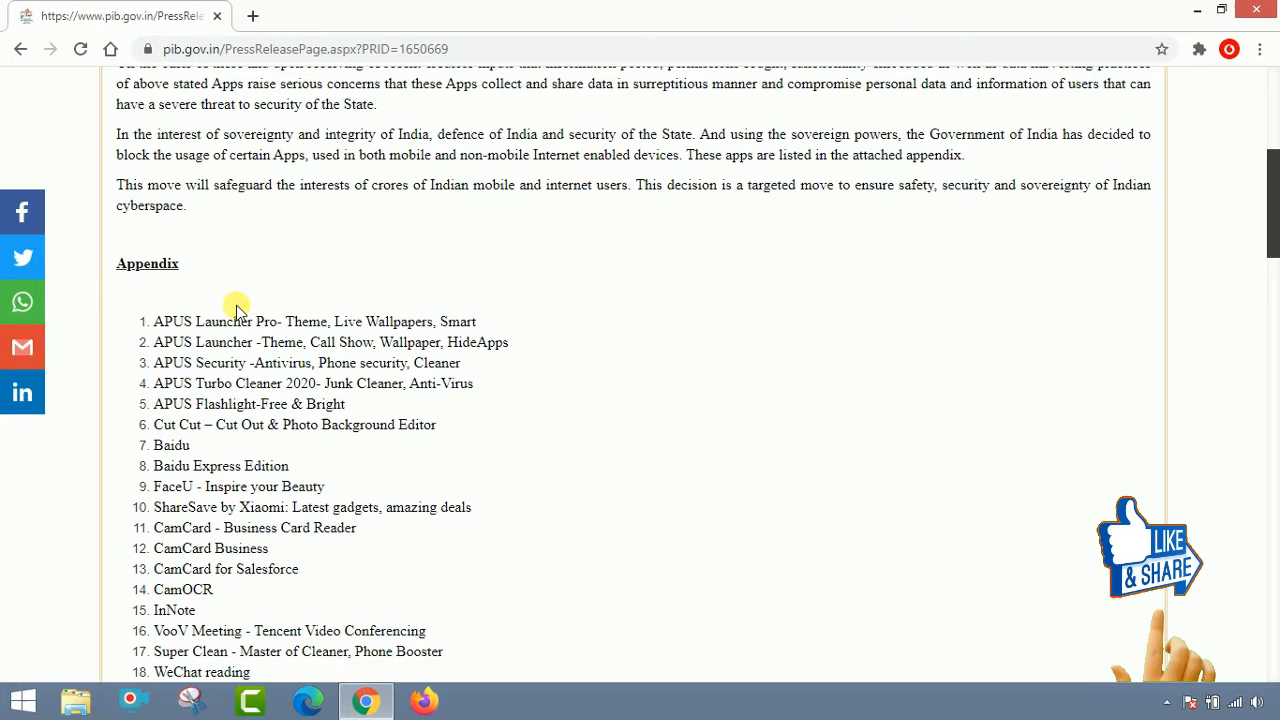 https://www.pib.gov.in/PressRele
pib.gov.in/PressReleasePage.aspx?PRID=1650669
of above stated Apps raise serious concerns that these Apps collect and share data in surreptitious manner and compromise personal data and information of users that can
have a severe threat to security of the State.
In the interest of sovereignty and integrity of India, defence of India and security of the State. And using the sovereign powers, the Government of India has decided to
block the usage of certain Apps, used in both mobile and non-mobile Internet enabled devices. These apps are listed in the attached appendix.
This move will safeguard the interests of crores of Indian mobile and internet users. This decision is a targeted move to ensure safety, security and sovereignty of Indian
cyberspace.
Appendix
1. APUS Launcher Pro- Theme, Live Wallpapers, Smart
2. APUS Launcher -Theme, Call Show, Wallpaper, HideApps
3. APUS Security -Antivirus, Phone security, Cleaner
4. APUS Turbo Cleaner 2020- Junk Cleaner, Anti-Virus
5. APUS Flashlight-Free & Bright
6. Cut Cut – Cut Out & Photo Background Editor
7. Baidu
8. Baidu Express Edition
9. FaceU - Inspire your Beauty
10. ShareSave by Xiaomi: Latest gadgets, amazing deals
11. CamCard - Business Card Reader
12. CamCard Business
13. CamCard for Salesforce
14. CamOCR
15. InNote
16. VooV Meeting - Tencent Video Conferencing
17. Super Clean - Master of Cleaner, Phone Booster
18. WeChat reading
LIKE
& SHARE